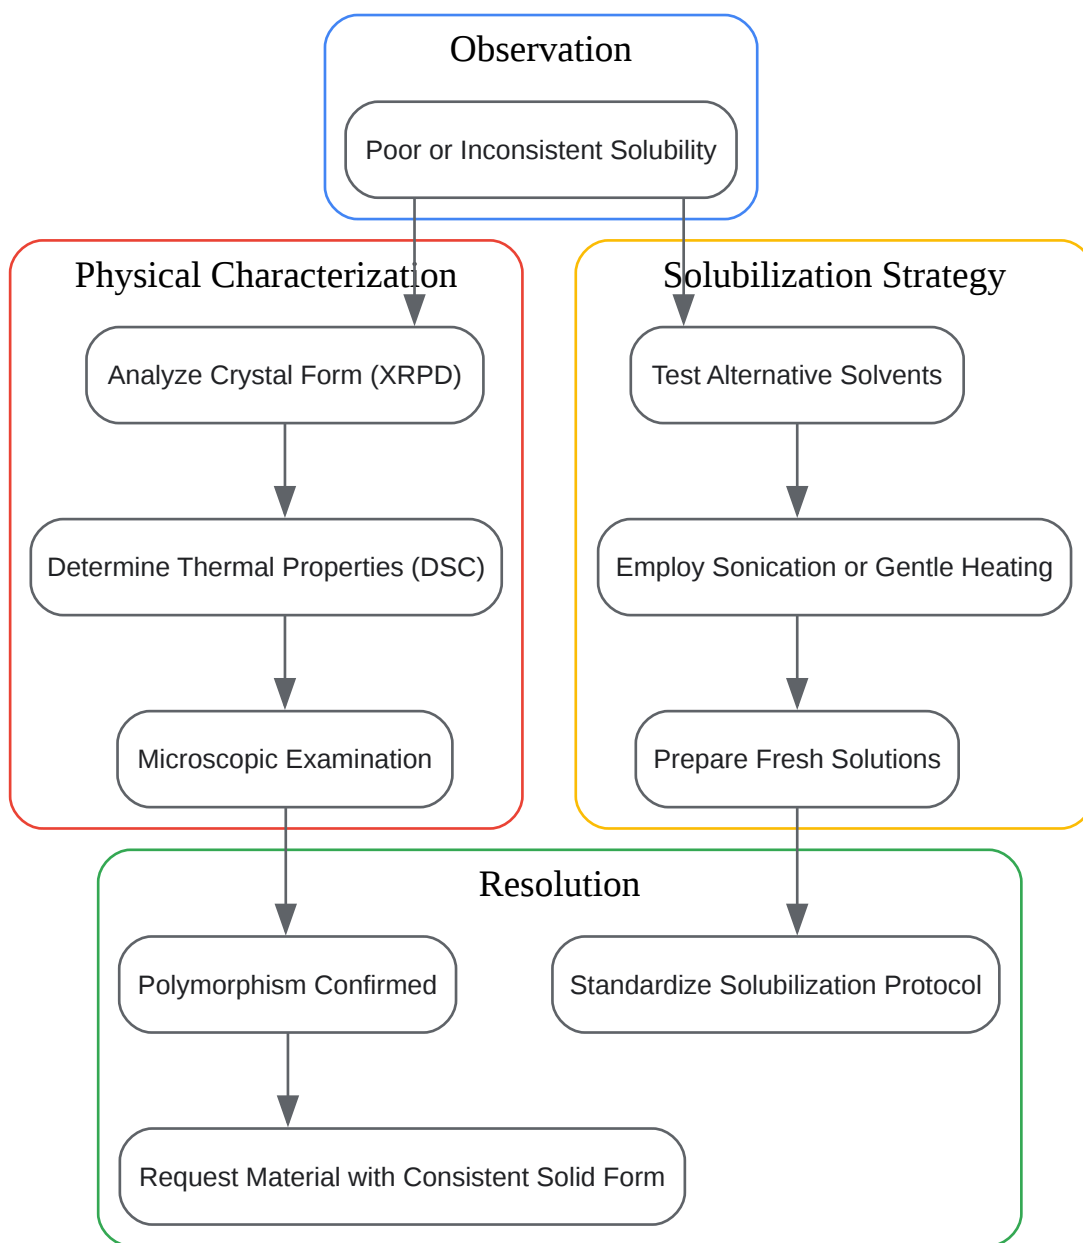 Observation
Poor or Inconsistent Solubility
Physical Characterization
Analyze Crystal Form (XRPD)
Determine Thermal Properties (DSC)
Microscopic Examination
Solubilization Strategy
Test Alternative Solvents
Employ Sonication or Gentle Heating
Prepare Fresh Solutions
Resolution
Polymorphism Confirmed
Standardize Solubilization Protocol
Request Material with Consistent Solid Form